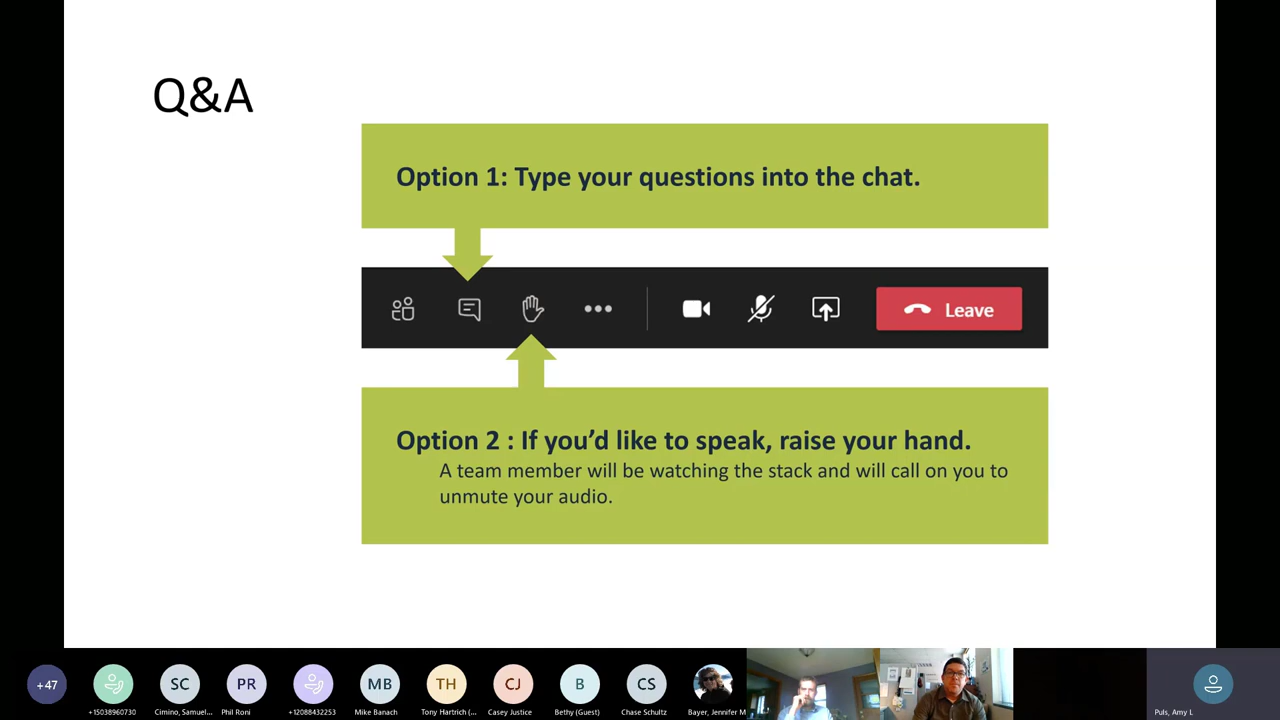 Q&A
Option 1: Type your questions into the chat.
Leave
Option 2 : If you'd like to speak, raise your hand.
A team member will be watching the stack and will call on you to
unmute your audio.
+47
SC
PR
MB
TH
CJ
B
CS
+15038960730
Cimino, Samuel...
Phil Roni
+12088432253
Mike Banach
Tony Hartrich (...
Casey Justice
Bethy (Guest)
Chase Schultz
Bayer, Jennifer M
Puls, Amy L